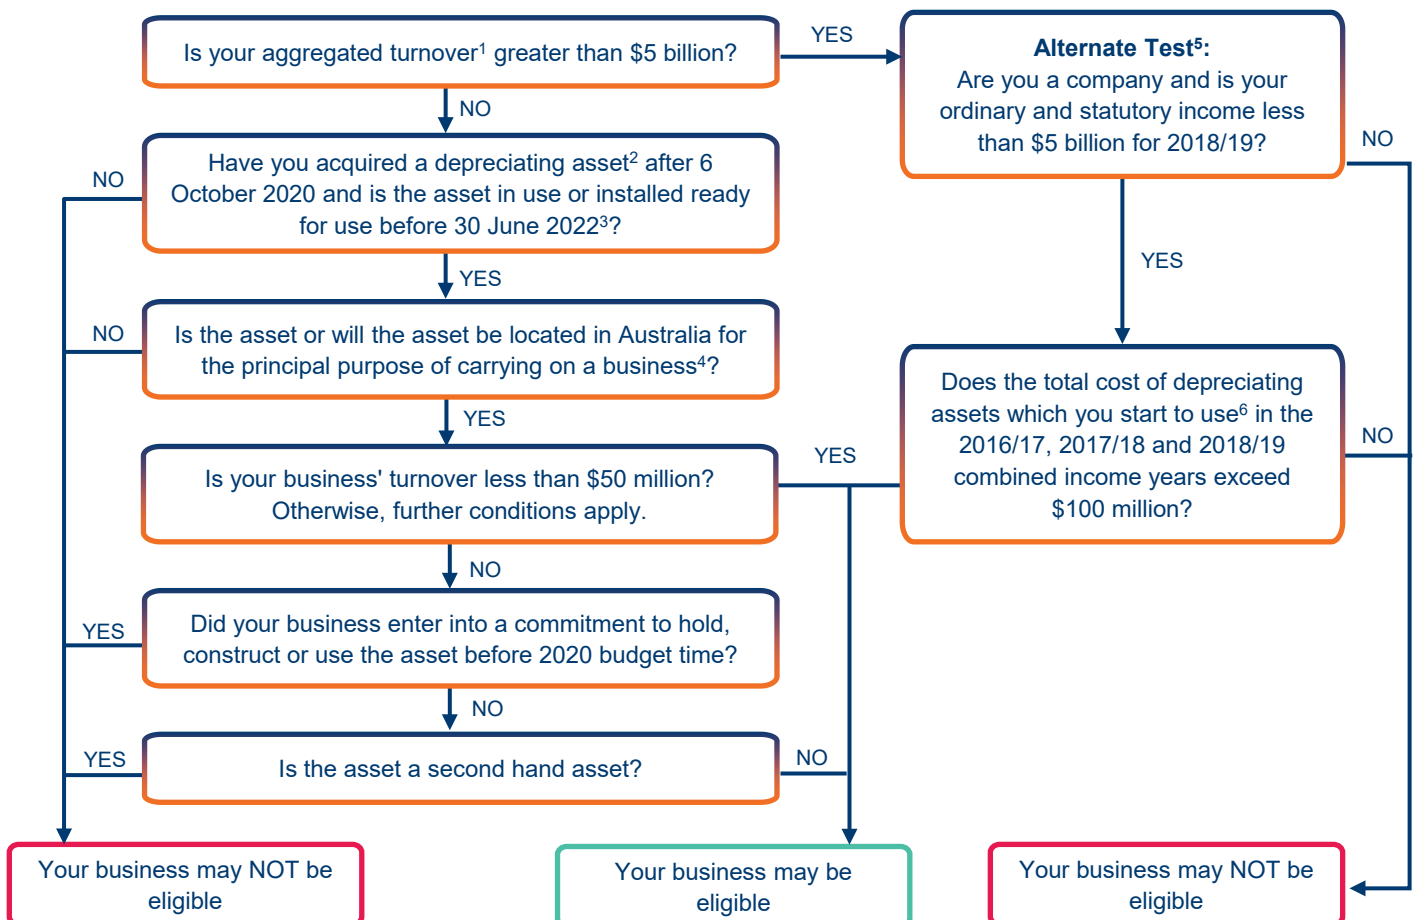 Is your aggregated turnover¹ greater than $5 billion?
YES
Alternate Test⁵:
Are you a company and is your
ordinary and statutory income less
than $5 billion for 2018/19?
NO
NO
Have you acquired a depreciating asset² after 6
October 2020 and is the asset in use or installed ready
for use before 30 June 2022³?
NO
YES
YES
Is the asset or will the asset be located in Australia for
the principal purpose of carrying on a business⁴?
NO
YES
Does the total cost of depreciating
assets which you start to use⁶ in the
2016/17, 2017/18 and 2018/19
combined income years exceed
$100 million?
NO
YES
Is your business' turnover less than $50 million?
Otherwise, further conditions apply.
NO
Did your business enter into a commitment to hold,
construct or use the asset before 2020 budget time?
YES
NO
Is the asset a second hand asset?
YES
NO
Your business may NOT be
eligible
Your business may be
eligible
Your business may NOT be
eligible